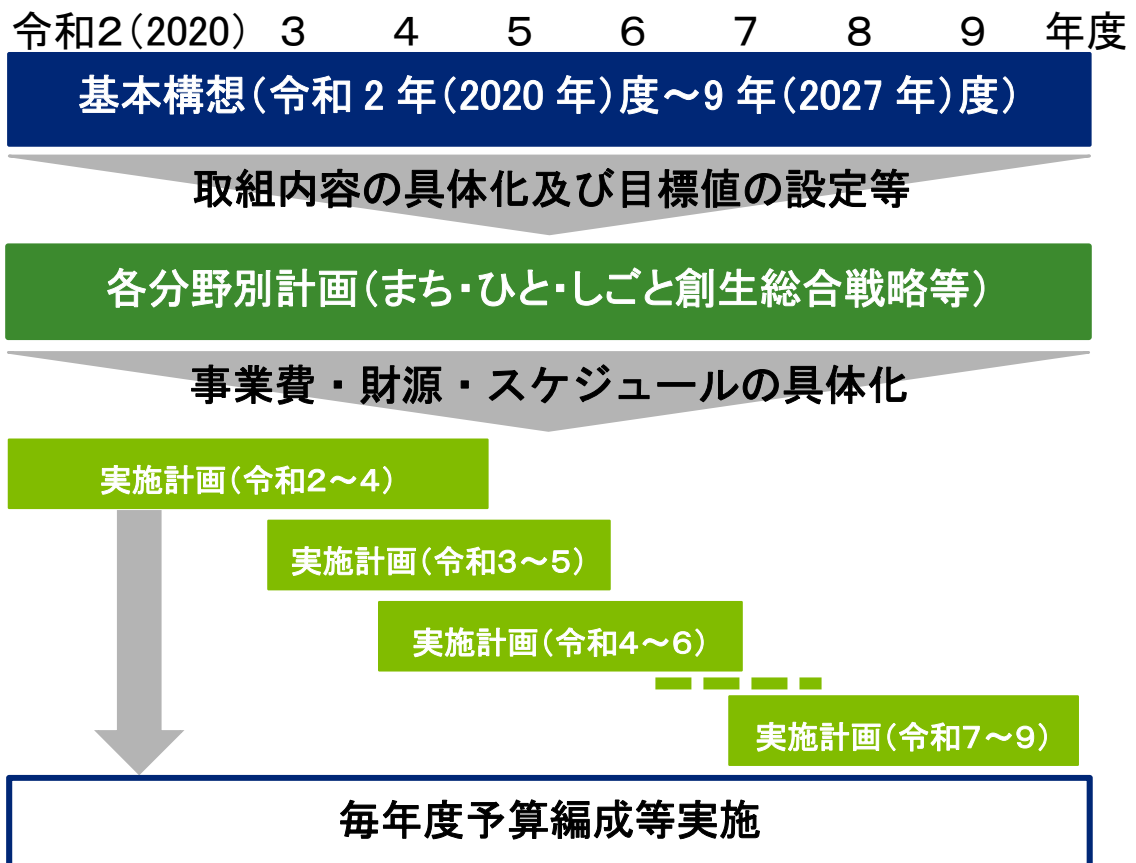 令和２（2020） ３ ４ ５ ６ ７ ８ ９ 年度
基本構想（令和 2 年（2020 年）度～9 年（2027 年）度）
取組内容の具体化及び目標値の設定等
各分野別計画（まち・ひと・しごと創生総合戦略等）
事業費・財源・スケジュールの具体化
実施計画（令和２～４）
実施計画（令和３～５）
実施計画（令和４～６）
実施計画（令和７～９）
毎年度予算編成等実施